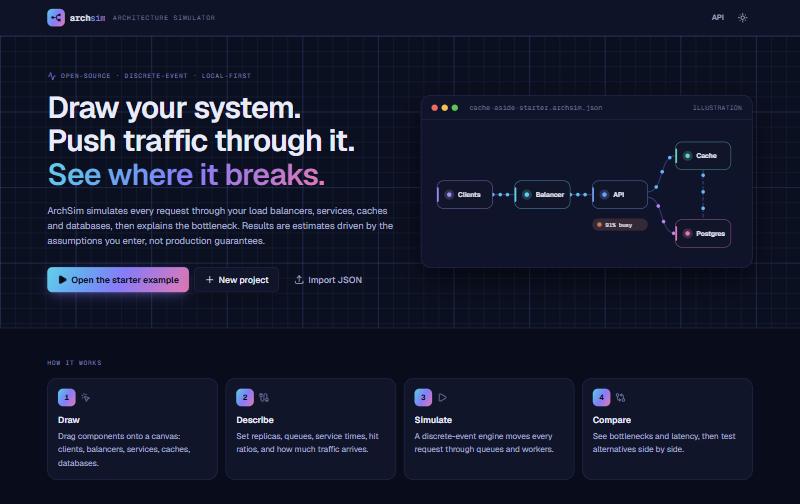 archsim ARCHITECTURE SIMULATOR
API
OPEN-SOURCE · DISCRETE-EVENT · LOCAL-FIRST
Draw your system.
Push traffic through it.
See where it breaks.
ArchSim simulates every request through your load balancers, services, caches
and databases, then explains the bottleneck. Results are estimates driven by the
assumptions you enter, not production guarantees.
Open the starter example
New project
Import JSON
cache-aside-starter.archsim.json
ILLUSTRATION
Clients
Balancer
API
91% busy
Cache
Postgres
HOW IT WORKS
1
Draw
Drag components onto a canvas:
clients, balancers, services, caches,
databases.
2
Describe
Set replicas, queues, service times, hit
ratios, and how much traffic arrives.
3
Simulate
A discrete-event engine moves every
request through queues and workers.
4
Compare
See bottlenecks and latency, then test
alternatives side by side.